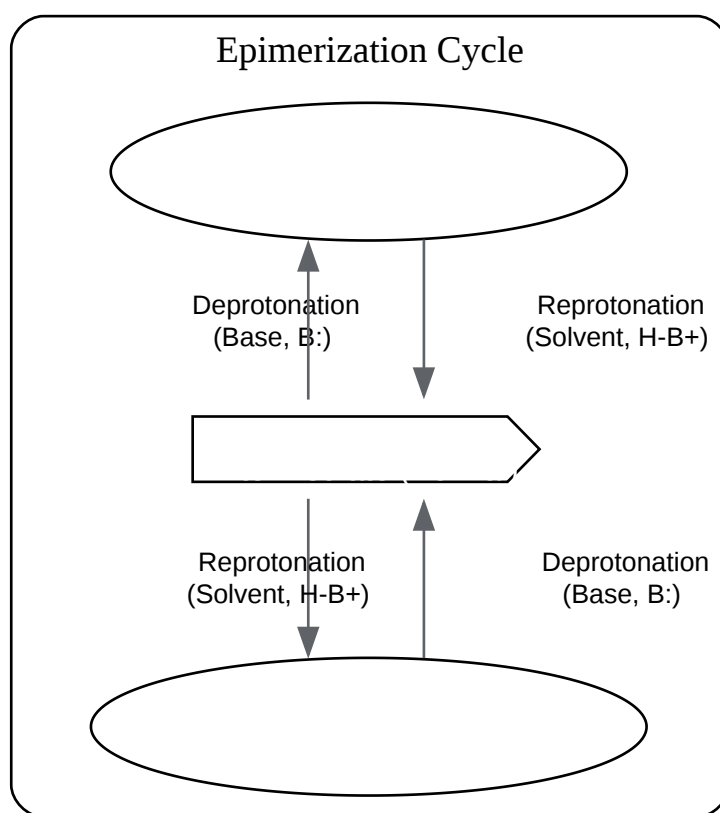 Epimerization Cycle
Deprotonation
(Base, B:)
Reprotonation
(Solvent, H-B+)
Reprotonation
(Solvent, H-B+)
Deprotonation
(Base, B:)